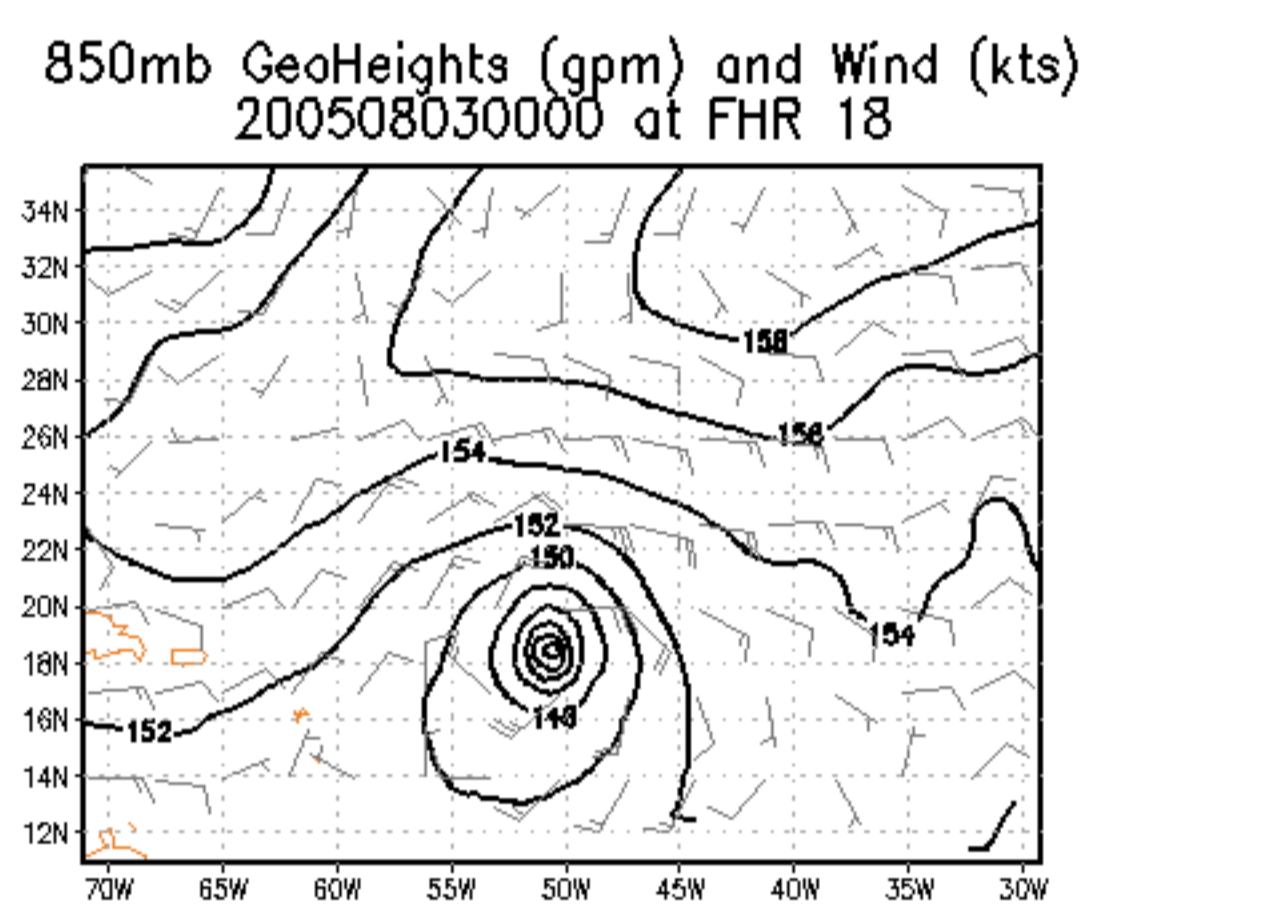 850mb GeoHeights (gpm) and Wind (kts)
200508030000 at FHR 18
34N
32N
30N
158
28N
26N
156
154
24N
152
22N
150
20N
154
18N
16N
148
152
14N
12N
70W 65W 60W 55W 50W 45W 40W 35W 30W